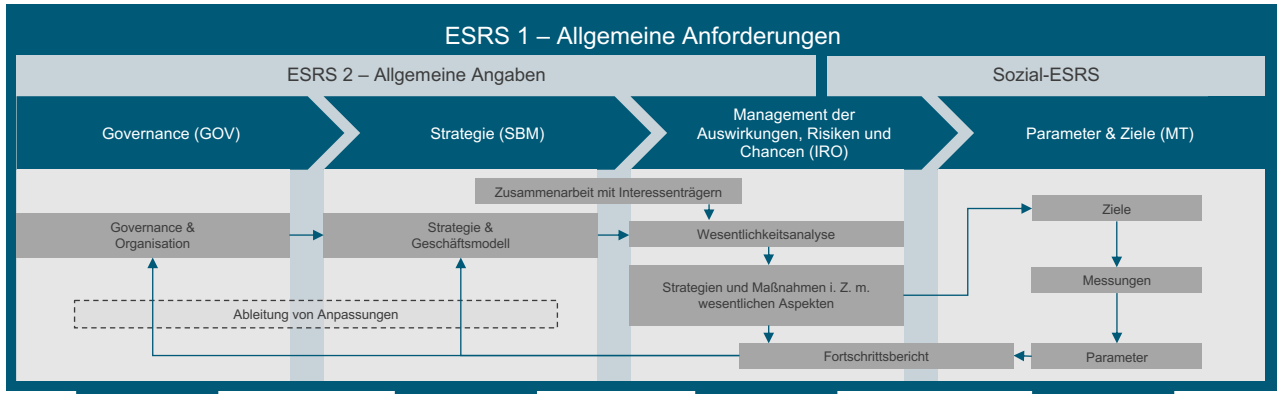 ESRS 1 – Allgemeine Anforderungen
ESRS 2 – Allgemeine Angaben
Sozial-ESRS
Governance (GOV)
Strategie (SBM)
Management der
Auswirkungen, Risiken und
Chancen (IRO)
Parameter & Ziele (MT)
Zusammenarbeit mit Interessenträgern
Governance &
Organisation
Strategie &
Geschäftsmodell
Wesentlichkeitsanalyse
Ziele
Strategien und Maßnahmen i. Z. m.
wesentlichen Aspekten
Messungen
Ableitung von Anpassungen
Fortschrittsbericht
Parameter